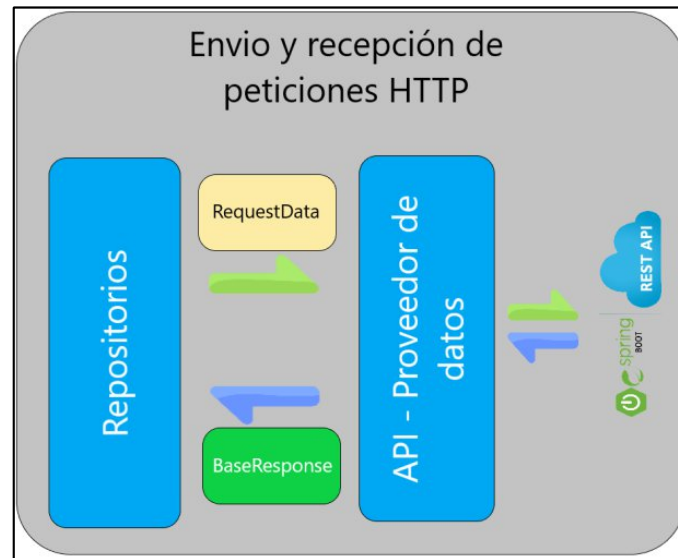 Envio y recepción de
peticiones HTTP
Repositorios
RequestData
BaseResponse
API - Proveedor de
datos
REST API
spring
BOOT